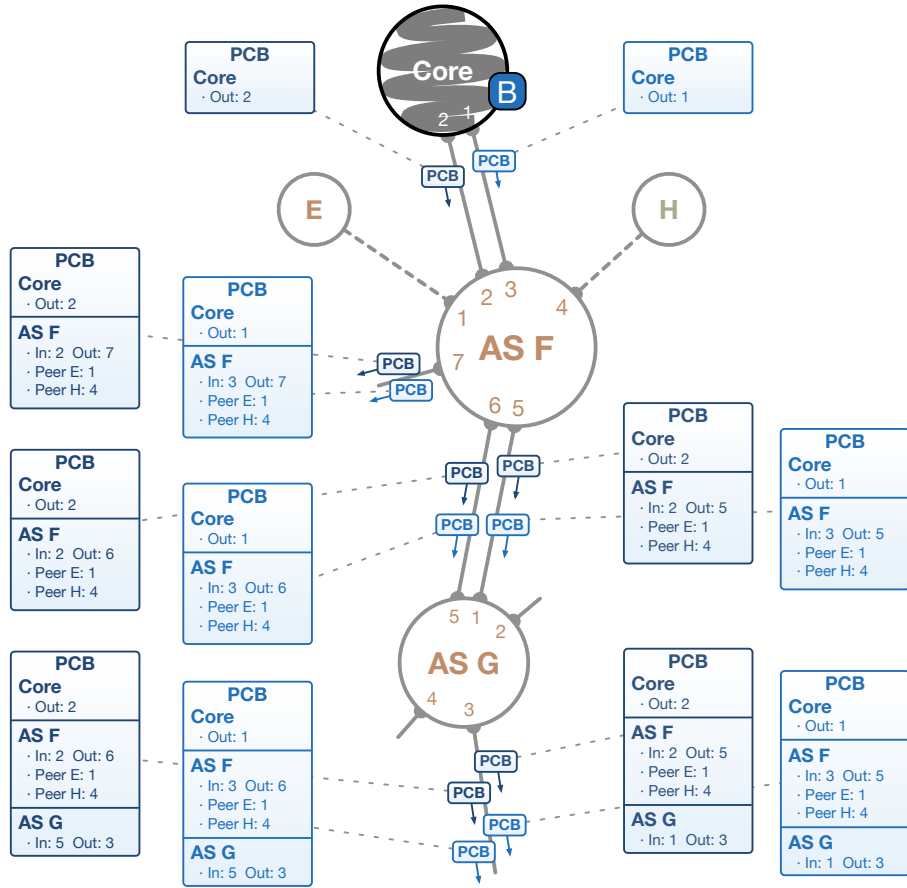 PCB
Core
· Out: 2
PCB
Core
· Out: 1
Core
B
2
1
PCB
PCB
E
H
1
2
3
4
AS F
7
6
5
PCB
Core
· Out: 2
AS F
· In: 2 Out: 7
· Peer E: 1
· Peer H: 4
PCB
Core
· Out: 1
AS F
· In: 3 Out: 7
· Peer E: 1
· Peer H: 4
PCB
PCB
PCB
Core
· Out: 2
AS F
· In: 2 Out: 6
· Peer E: 1
· Peer H: 4
PCB
Core
· Out: 1
AS F
· In: 3 Out: 6
· Peer E: 1
· Peer H: 4
PCB
PCB
PCB
PCB
PCB
Core
· Out: 2
AS F
· In: 2 Out: 5
· Peer E: 1
· Peer H: 4
PCB
Core
· Out: 1
AS F
· In: 3 Out: 5
· Peer E: 1
· Peer H: 4
5
1
2
AS G
4
3
PCB
Core
· Out: 2
AS F
· In: 2 Out: 6
· Peer E: 1
· Peer H: 4
AS G
· In: 5 Out: 3
PCB
Core
· Out: 1
AS F
· In: 3 Out: 6
· Peer E: 1
· Peer H: 4
AS G
· In: 5 Out: 3
PCB
PCB
PCB
PCB
PCB
Core
· Out: 2
AS F
· In: 2 Out: 5
· Peer E: 1
· Peer H: 4
AS G
· In: 1 Out: 3
PCB
Core
· Out: 1
AS F
· In: 3 Out: 5
· Peer E: 1
· Peer H: 4
AS G
· In: 1 Out: 3